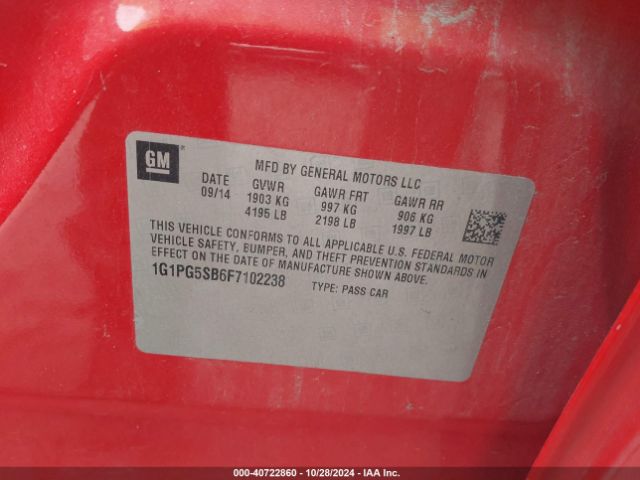 GM
MFD BY GENERAL MOTORS LLC
DATE GVWR GAWR FRT GAWR RR
09/14 1903 KG 997 KG 906 KG
4195 LB 2198 LB 1997 LB
THIS VEHICLE CONFORMS TO ALL APPLICABLE U.S. FEDERAL MOTOR
VEHICLE SAFETY, BUMPER, AND THEFT PREVENTION STANDARDS IN
EFFECT ON THE DATE OF MANUFACTURE SHOWN ABOVE.
1G1PG5SB6F7102238 TYPE: PASS CAR
000-40722860 - 10/28/2024 - IAA Inc.